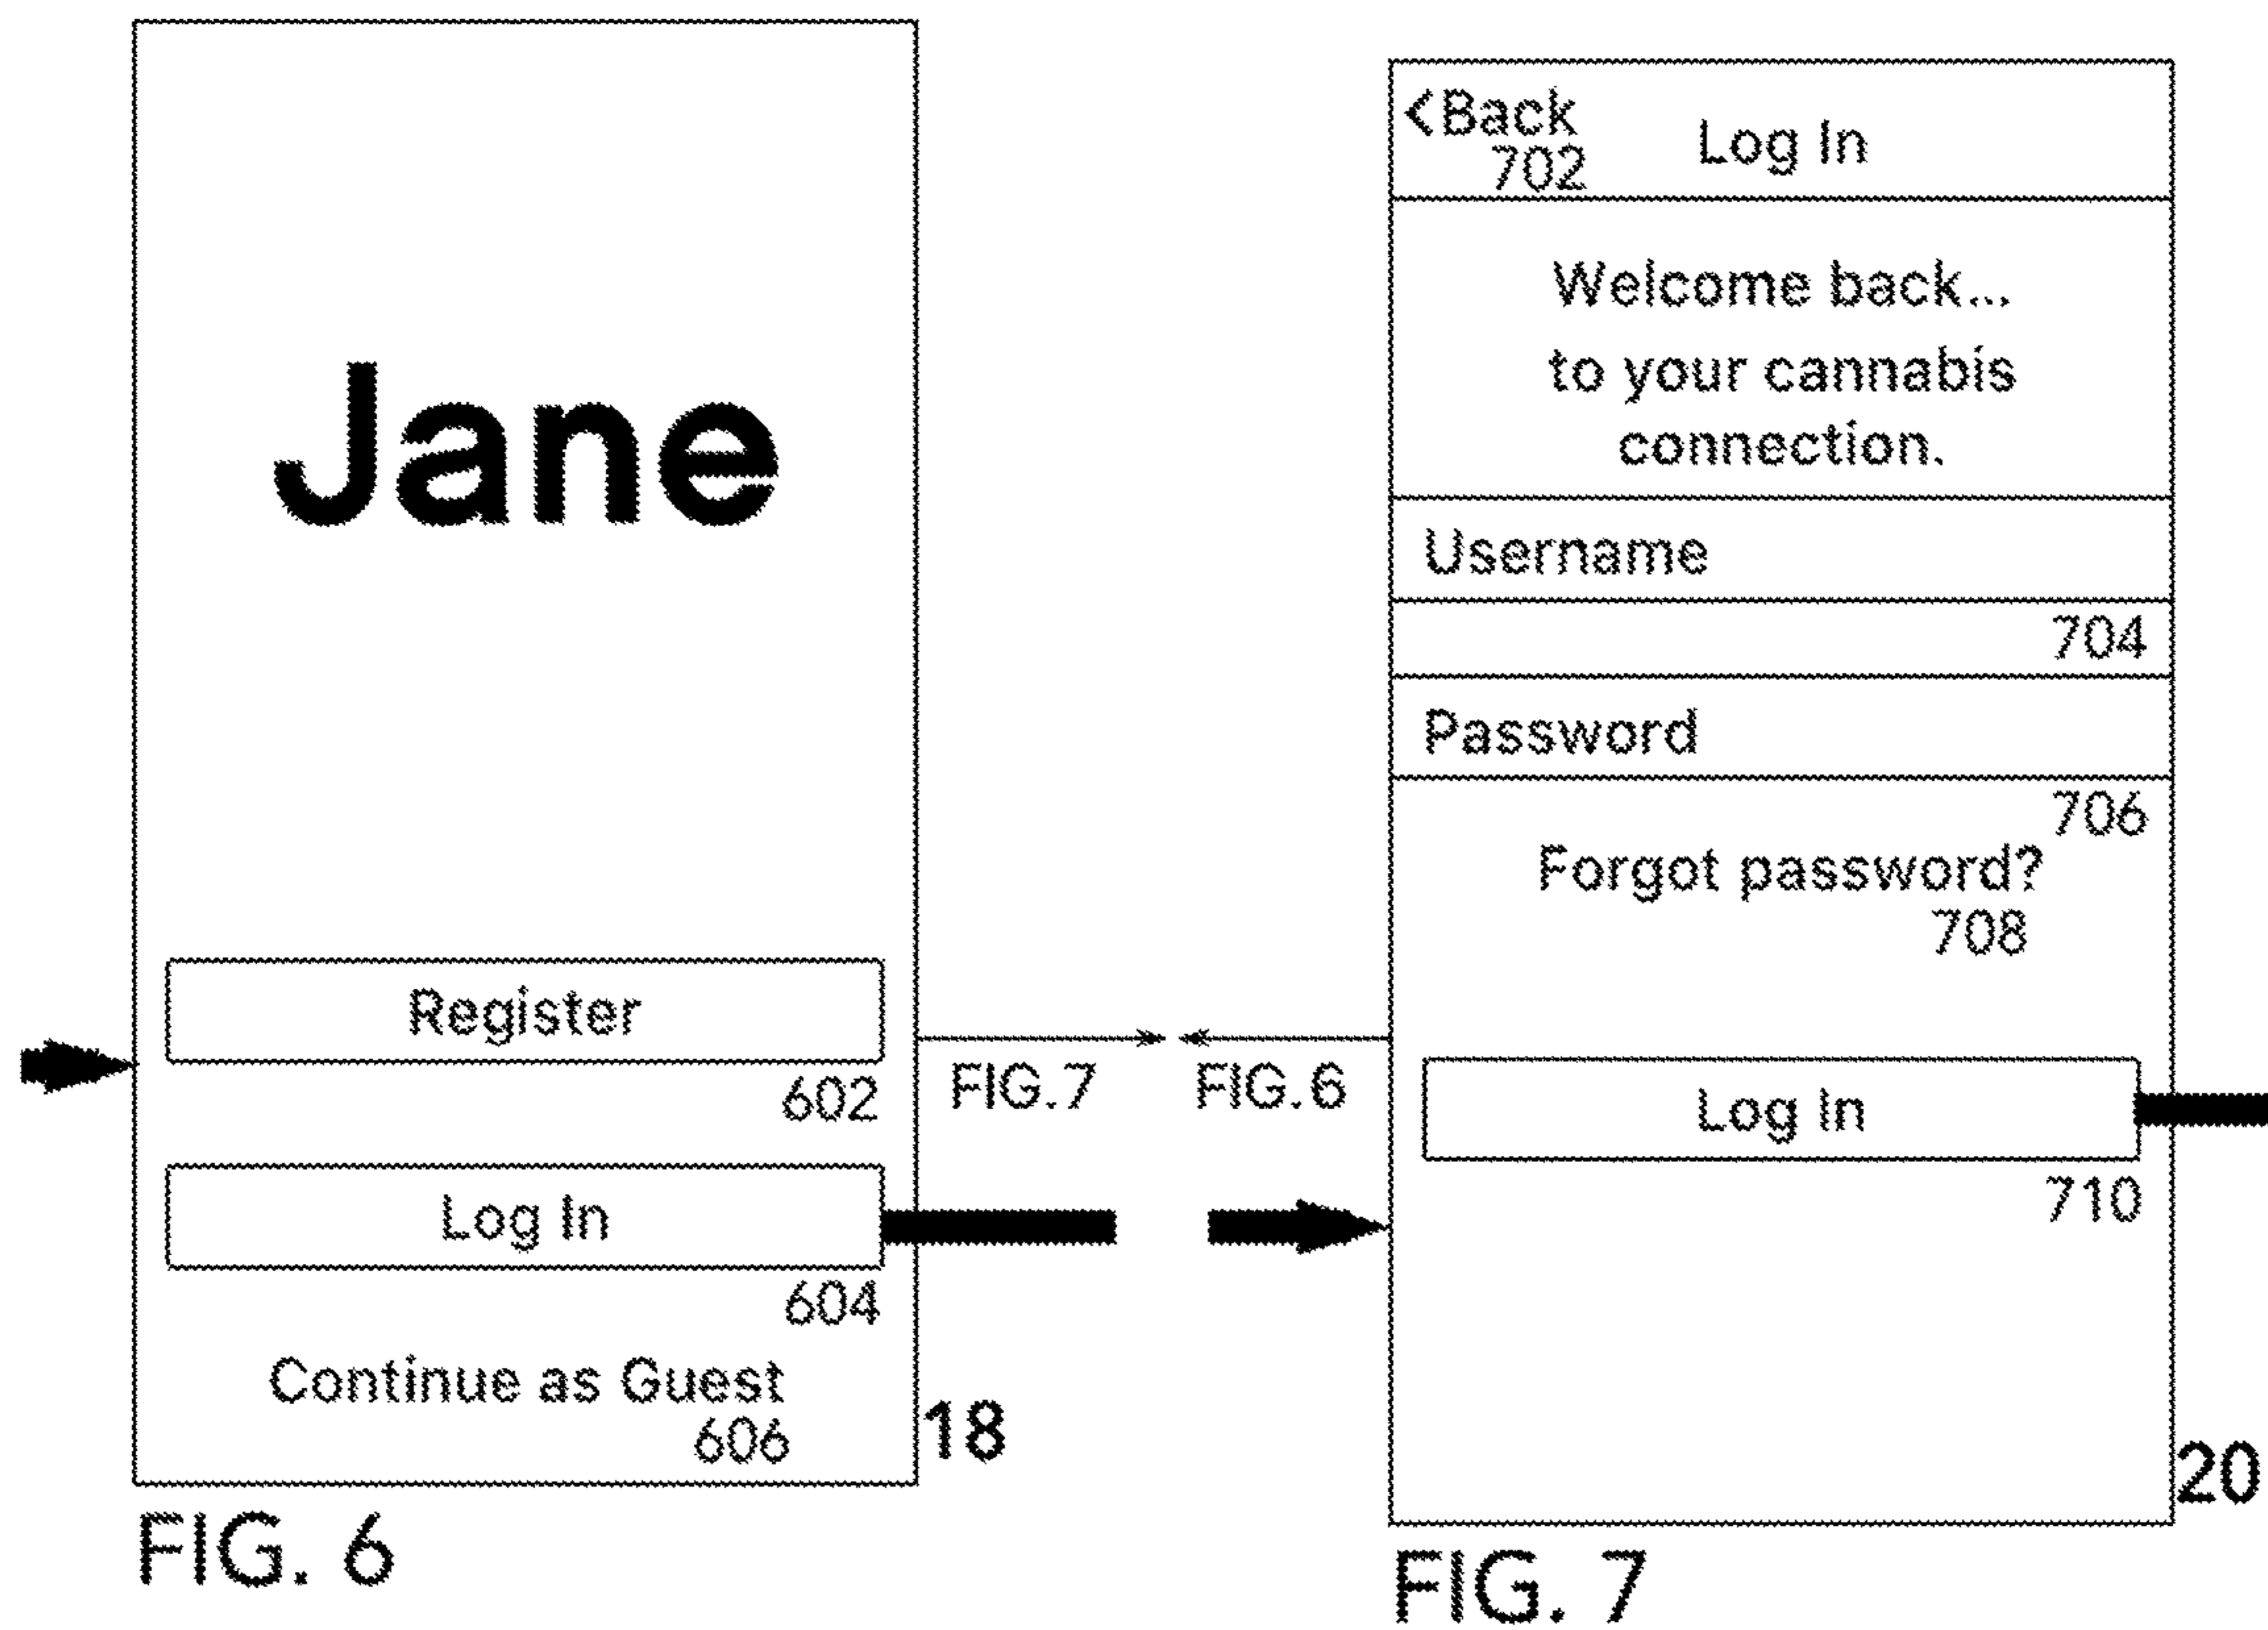 Jane
Register
602
Log In
604
Continue as Guest
606
18
FIG. 6
FIG. 7
FIG. 6
<Back
702
Log In
Welcome back...
to your cannabis
connection.
Username
704
Password
706
Forgot password?
708
Log In
710
20
FIG. 7